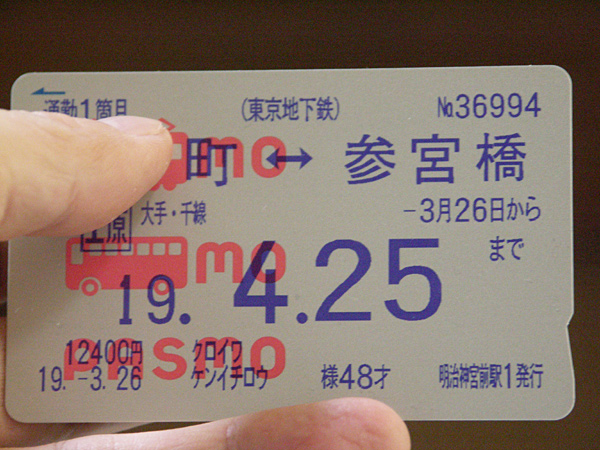 通勤1箇月 (東京地下鉄) №36994
町 mo ↔ 参宮橋
大手・千線 -3月26日から
原 mo まで
19. 4.25
pasmo
12400円 クロイワ
19. -3.26 ケンイチロウ 様48才 明治神宮前駅1発行